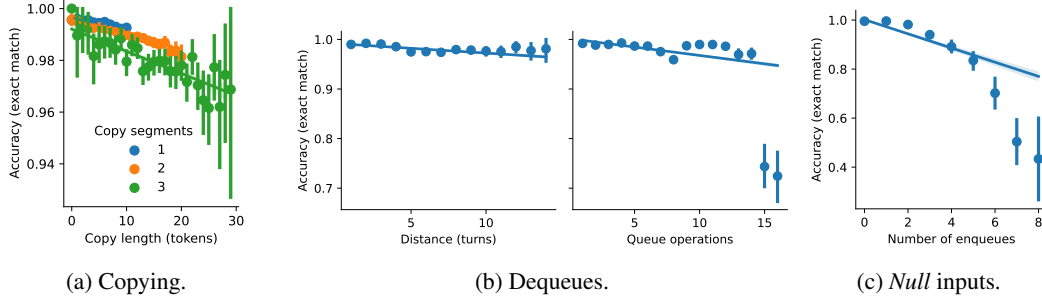 1.00
0.98
0.96
0.94
Accuracy (exact match)
Copy segments
1
2
3
0 10 20 30
Copy length (tokens)
1.0
0.9
0.8
0.7
Accuracy (exact match)
5 10
Distance (turns)
5 10 15
Queue operations
1.0
0.8
0.6
0.4
Accuracy (exact match)
0 2 4 6 8
Number of enqueues
(a) Copying.
(b) Dequeues.
(c) Null inputs.